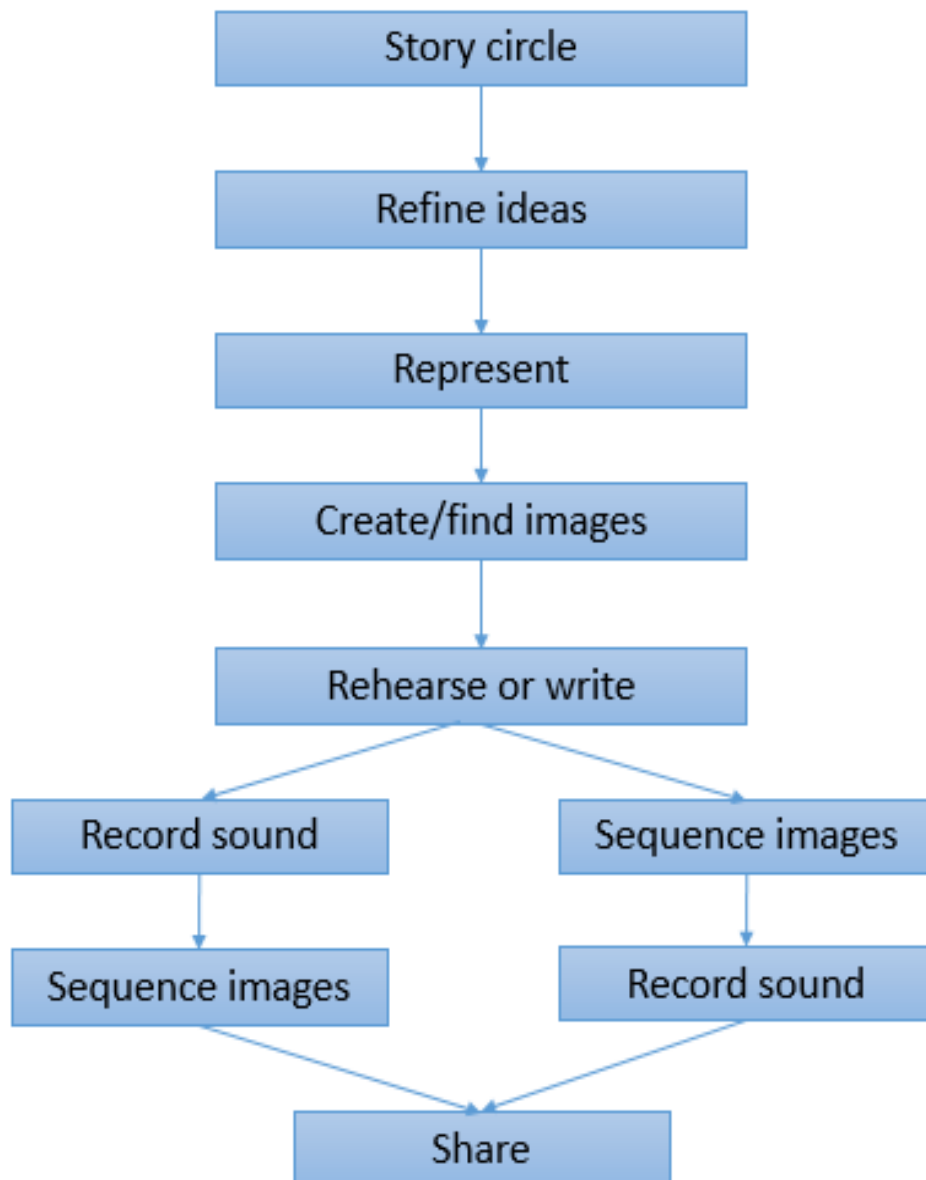 Story circle
Refine ideas
Represent
Create/find images
Rehearse or write
Record sound
Sequence images
Sequence images
Record sound
Share